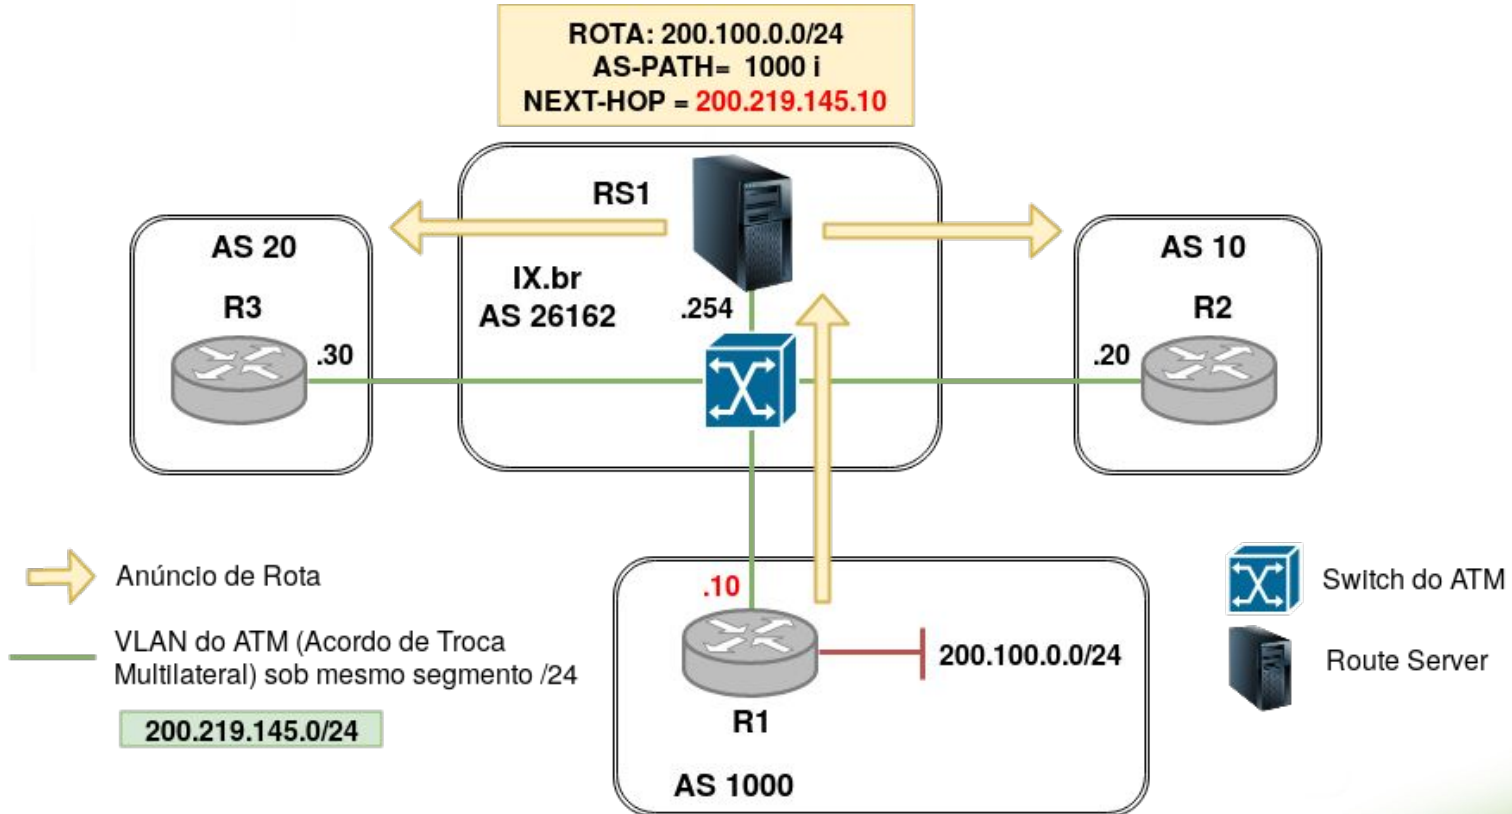 ROTA: 200.100.0.0/24
AS-PATH= 1000 i
NEXT-HOP = 200.219.145.10
RS1
AS 20
AS 10
IX.br
AS 26162
R3
R2
.254
.30
.20
Anúncio de Rota
.10
Switch do ATM
VLAN do ATM (Acordo de Troca
Multilateral) sob mesmo segmento /24
200.100.0.0/24
Route Server
200.219.145.0/24
R1
AS 1000